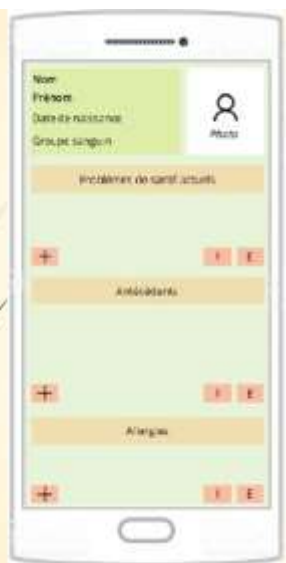 Nom
Prénom
Date de naissance
Groupe sanguin
Photo
Problèmes de santé actuels
+ I E
Antécédents
+ I E
Allergies
+ I E